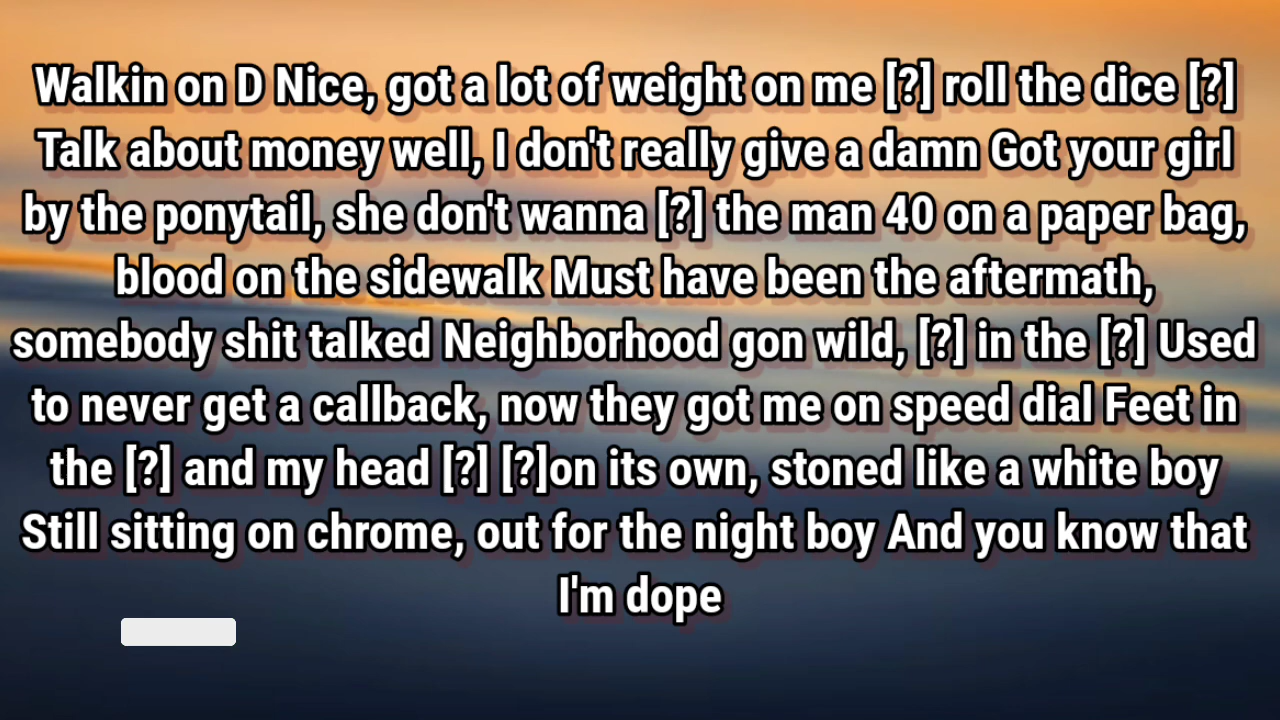 Walkin on D Nice, got a lot of weight on me [?] roll the dice [?]
Talk about money well, I don't really give a damn Got your girl
by the ponytail, she don't wanna [?] the man 40 on a paper bag,
blood on the sidewalk Must have been the aftermath,
somebody shit talked Neighborhood gon wild, [?] in the [?] Used
to never get a callback, now they got me on speed dial Feet in
the [?] and my head [?] [?]on its own, stoned like a white boy
Still sitting on chrome, out for the night boy And you know that
I'm dope